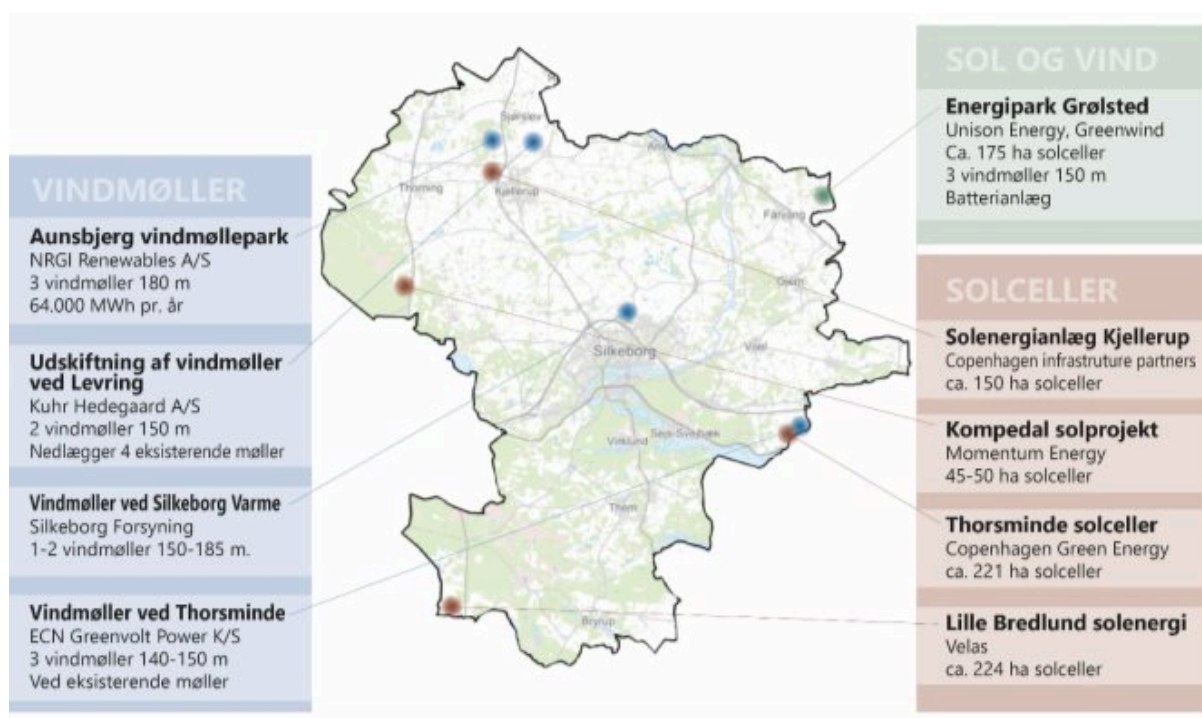 VINDMØLLER
Aunsbjerg vindmøllepark
NRGI Renewables A/S
3 vindmøller 180 m
64.000 MWh pr. år
Udskiftning af vindmøller
ved Levring
Kuhr Hedegaard A/S
2 vindmøller 150 m
Nedlægger 4 eksisterende møller
Vindmøller ved Silkeborg Varme
Silkeborg Forsyning
1-2 vindmøller 150-185 m.
Vindmøller ved Thorsminde
ECN Greenvolt Power K/S
3 vindmøller 140-150 m
Ved eksisterende møller
Sjørslev
Thorning
Kjellerup
Fårvang
Gjern
Silkeborg
Voel
Virklund
Sejs-Svejbæk
Them
Bryrup
SOL OG VIND
Energipark Grølsted
Unison Energy, Greenwind
Ca. 175 ha solceller
3 vindmøller 150 m
Batterianlæg
SOLCELLER
Solenergianlæg Kjellerup
Copenhagen infrastruture partners
ca. 150 ha solceller
Kompedal solprojekt
Momentum Energy
45-50 ha solceller
Thorsminde solceller
Copenhagen Green Energy
ca. 221 ha solceller
Lille Bredlund solenergi
Velas
ca. 224 ha solceller